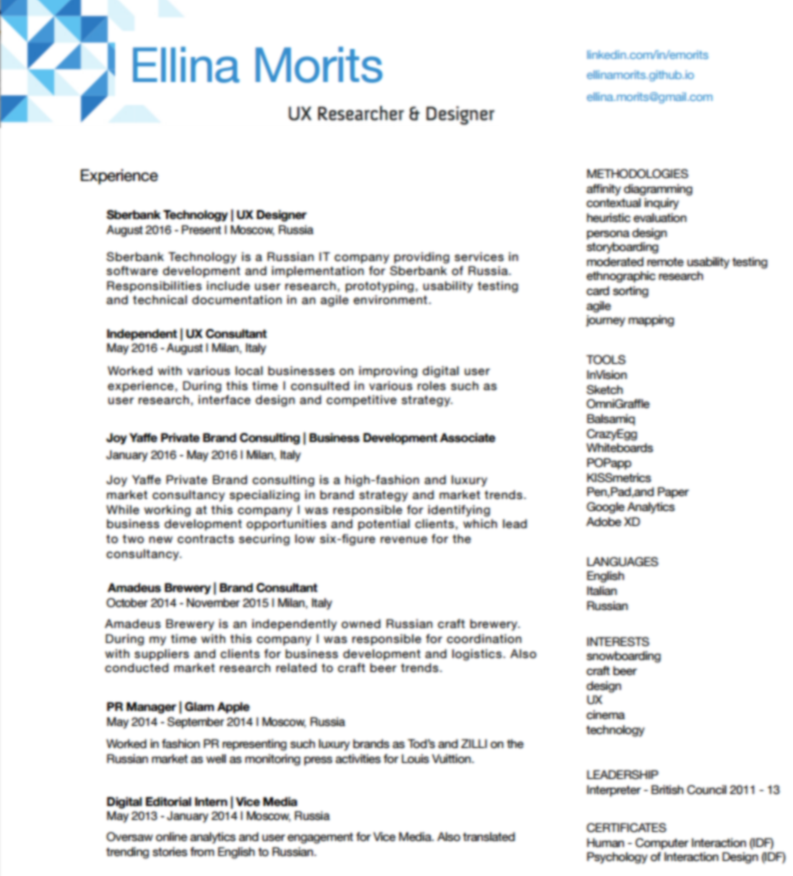 Ellina Morits
UX Researcher & Designer
linkedin.com/in/emorits
ellinamorits.github.io
ellina.morits@gmail.com
Experience
Sberbank Technology | UX Designer
August 2016 - Present I Moscow, Russia
Sberbank Technology is a Russian IT company providing services in
software development and implementation for Sberbank of Russia.
Responsibilities include user research, prototyping, usability testing
and technical documentation in an agile environment.
Independent | UX Consultant
May 2016 - August I Milan, Italy
Worked with various local businesses on improving digital user
experience, During this time I consulted in various roles such as
user research, interface design and competitive strategy.
Joy Yaffe Private Brand Consulting | Business Development Associate
January 2016 - May 2016 I Milan, Italy
Joy Yaffe Private Brand consulting is a high-fashion and luxury
market consultancy specializing in brand strategy and market trends.
While working at this company I was responsible for identifying
business development opportunities and potential clients, which lead
to two new contracts securing low six-figure revenue for the
consultancy.
Amadeus Brewery | Brand Consultant
October 2014 - November 2015 I Milan, Italy
Amadeus Brewery is an independently owned Russian craft brewery.
During my time with this company I was responsible for coordination
with suppliers and clients for business development and logistics. Also
conducted market research related to craft beer trends.
PR Manager | Glam Apple
May 2014 - September 2014 I Moscow, Russia
Worked in fashion PR representing such luxury brands as Tod's and ZILLI on the
Russian market as well as monitoring press activities for Louis Vuittion.
Digital Editorial Intern | Vice Media
May 2013 - January 2014 I Moscow, Russia
Oversaw online analytics and user engagement for Vice Media. Also translated
trending stories from English to Russian.
METHODOLOGIES
affinity diagramming
contextual inquiry
heuristic evaluation
persona design
storyboarding
moderated remote usability testing
ethnographic research
card sorting
agile
journey mapping
TOOLS
InVision
Sketch
OmniGraffle
Balsamiq
CrazyEgg
Whiteboards
POPapp
KISSmetrics
Pen,Pad,and Paper
Google Analytics
Adobe XD
LANGUAGES
English
Italian
Russian
INTERESTS
snowboarding
craft beer
design
UX
cinema
technology
LEADERSHIP
Interpreter - British Council 2011 - 13
CERTIFICATES
Human - Computer Interaction (IDF)
Psychology of Interaction Design (IDF)